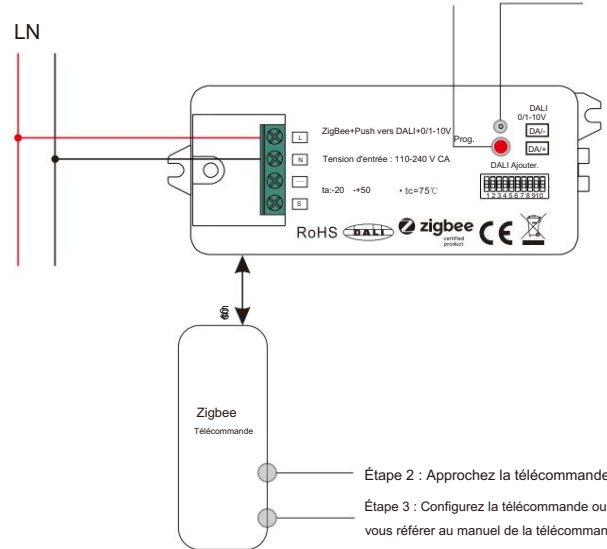 LN
DALI
0/1-10V
L
ZigBee+Push vers DALI+0/1-10V
Prog.
DA/-
N
Tension d'entrée : 110-240 V CA
DA/+
DALI Ajouter.
ta:-20 -+50 • tc=75℃
S
1 2 3 4 5 6 7 8 9 10
RoHS DALI zigbee CE
certified
product
Zigbee
Télécommande
Étape 2 : Approchez la télécommande
Étape 3 : Configurez la télécommande ou
vous référer au manuel de la